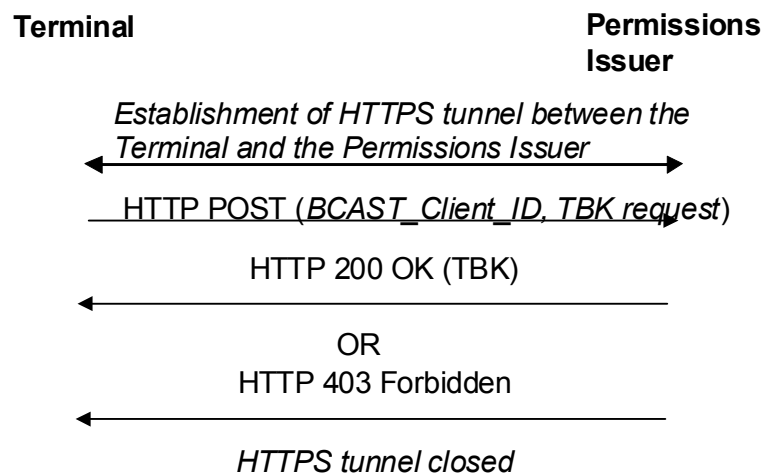 Terminal
Permissions
Issuer
Establishment of HTTPS tunnel between the
Terminal and the Permissions Issuer
HTTP POST (BCAST_Client_ID, TBK request)
HTTP 200 OK (TBK)
OR
HTTP 403 Forbidden
HTTPS tunnel closed